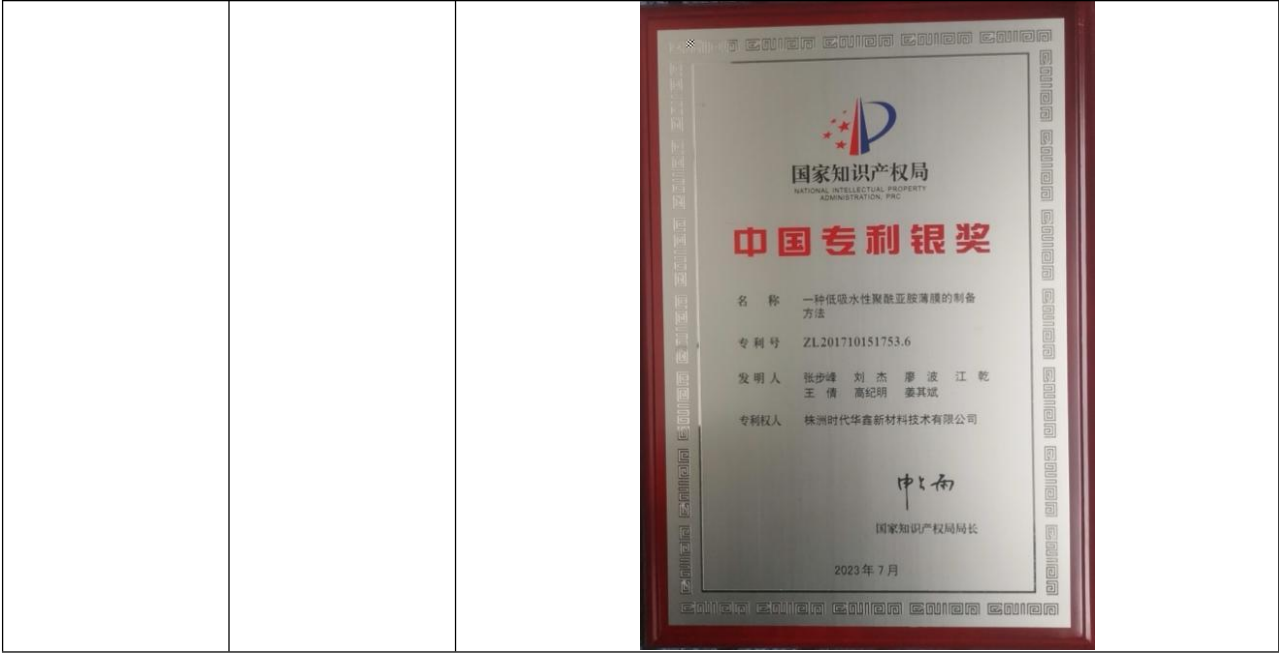 国家知识产权局
NATIONAL INTELLECTUAL PROPERTY
ADMINISTRATION, PRC
中国专利银奖
名 称 一种低吸水性聚酰亚胺薄膜的制备
方法
专利号 ZL201710151753.6
发明人 张步峰 刘 杰 廖 波 江 乾
王 倩 高纪明 姜其斌
专利权人 株洲时代华鑫新材料技术有限公司
申长雨
国家知识产权局局长
2023年7月